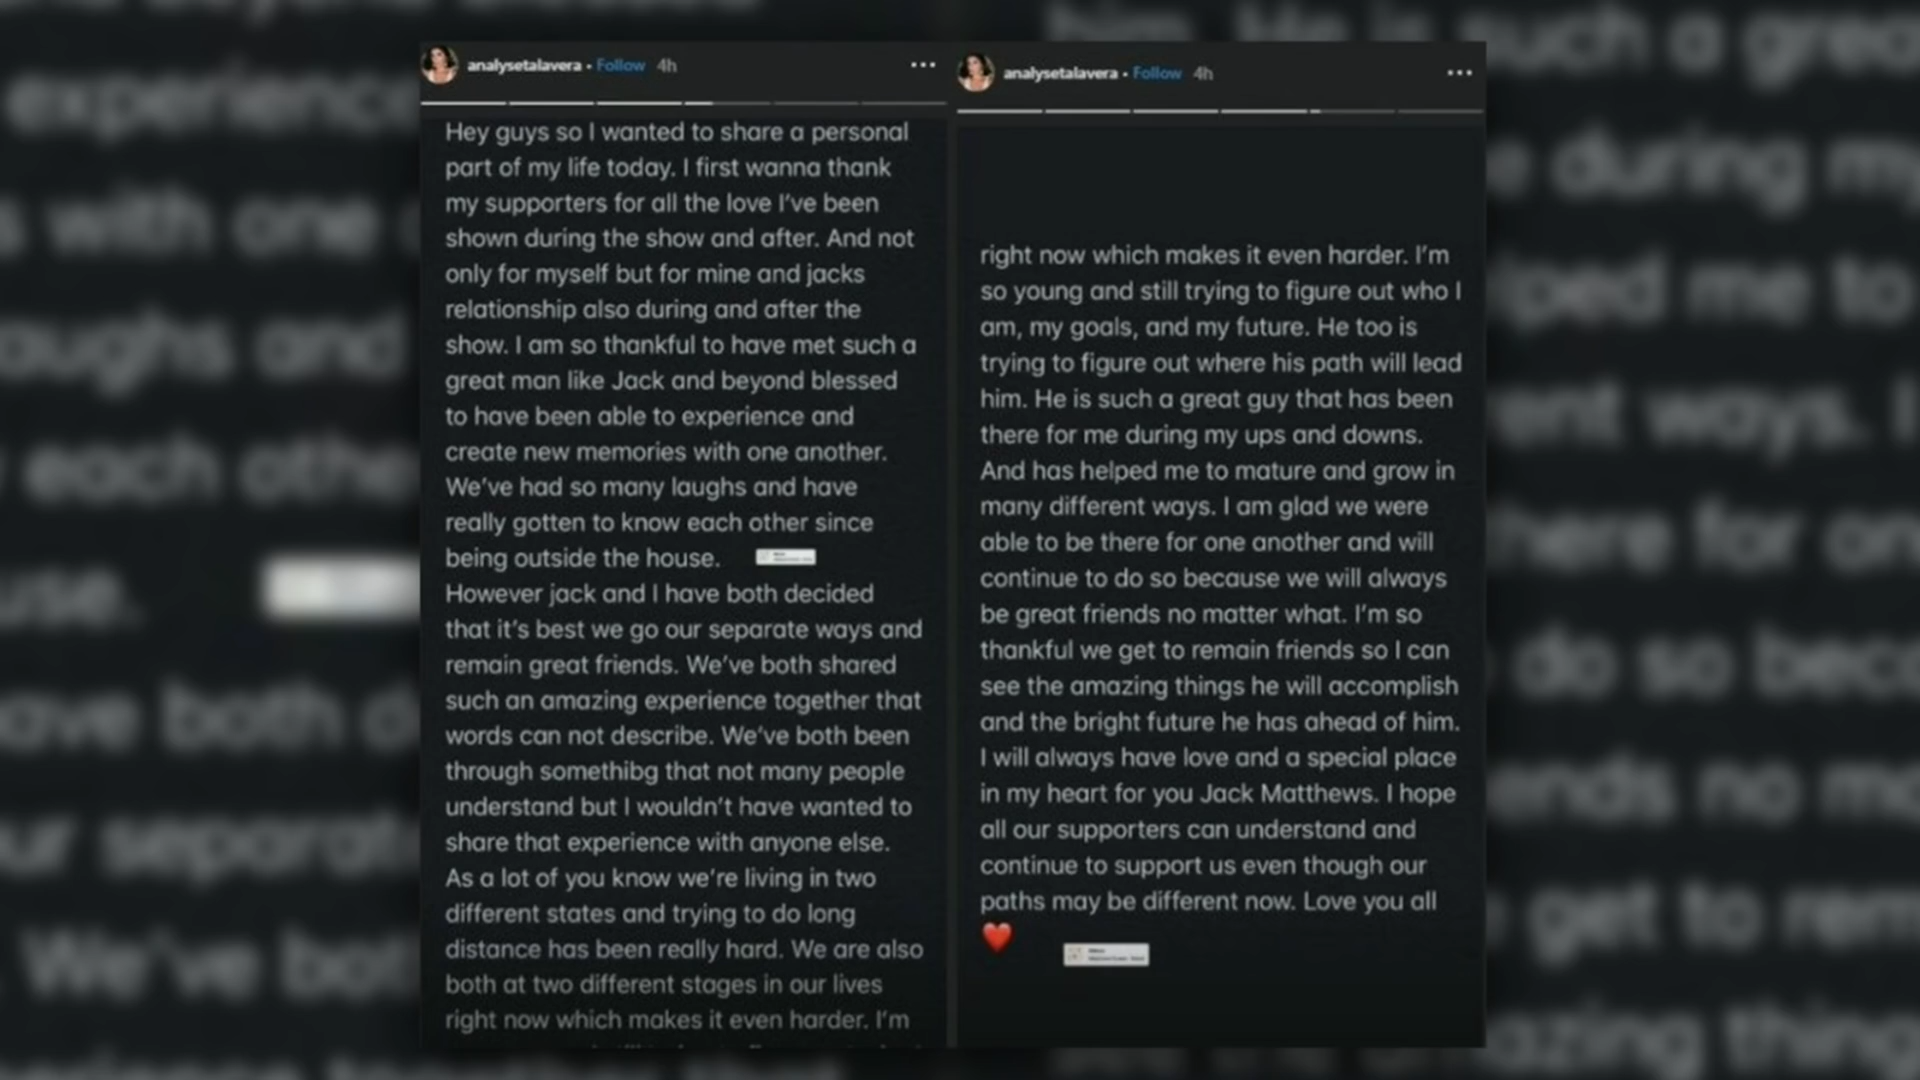 analysetalavera • Follow 4h
Hey guys so I wanted to share a personal
part of my life today. I first wanna thank
my supporters for all the love I've been
shown during the show and after. And not
only for myself but for mine and jacks
relationship also during and after the
show. I am so thankful to have met such a
great man like Jack and beyond blessed
to have been able to experience and
create new memories with one another.
We've had so many laughs and have
really gotten to know each other since
being outside the house.
However jack and I have both decided
that it's best we go our separate ways and
remain great friends. We've both shared
such an amazing experience together that
words can not describe. We've both been
through somethibg that not many people
understand but I wouldn't have wanted to
share that experience with anyone else.
As a lot of you know we're living in two
different states and trying to do long
distance has been really hard. We are also
both at two different stages in our lives
right now which makes it even harder. I'm
analysetalavera • Follow 4h
right now which makes it even harder. I'm
so young and still trying to figure out who I
am, my goals, and my future. He too is
trying to figure out where his path will lead
him. He is such a great guy that has been
there for me during my ups and downs.
And has helped me to mature and grow in
many different ways. I am glad we were
able to be there for one another and will
continue to do so because we will always
be great friends no matter what. I'm so
thankful we get to remain friends so I can
see the amazing things he will accomplish
and the bright future he has ahead of him.
I will always have love and a special place
in my heart for you Jack Matthews. I hope
all our supporters can understand and
continue to support us even though our
paths may be different now. Love you all
❤️